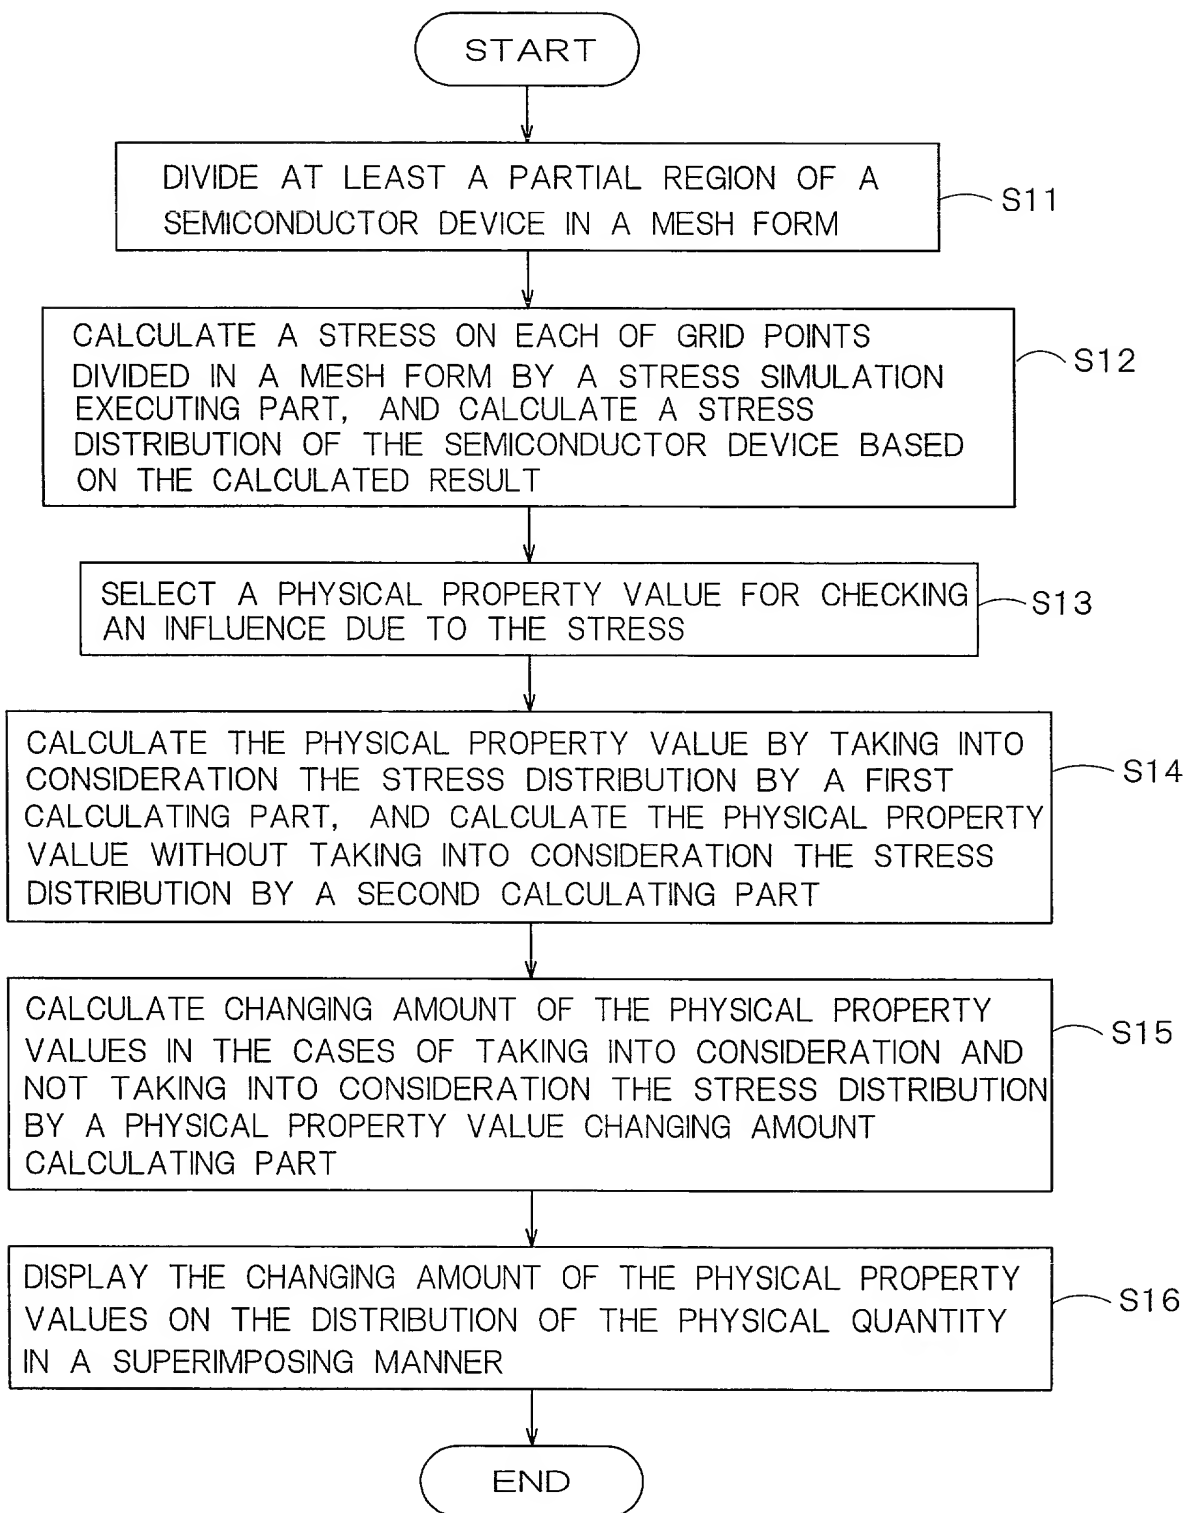 START
DIVIDE AT LEAST A PARTIAL REGION OF A
SEMICONDUCTOR DEVICE IN A MESH FORM
S11
CALCULATE A STRESS ON EACH OF GRID POINTS
DIVIDED IN A MESH FORM BY A STRESS SIMULATION
EXECUTING PART, AND CALCULATE A STRESS
DISTRIBUTION OF THE SEMICONDUCTOR DEVICE BASED
ON THE CALCULATED RESULT
S12
SELECT A PHYSICAL PROPERTY VALUE FOR CHECKING
AN INFLUENCE DUE TO THE STRESS
S13
CALCULATE THE PHYSICAL PROPERTY VALUE BY TAKING INTO
CONSIDERATION THE STRESS DISTRIBUTION BY A FIRST
CALCULATING PART, AND CALCULATE THE PHYSICAL PROPERTY
VALUE WITHOUT TAKING INTO CONSIDERATION THE STRESS
DISTRIBUTION BY A SECOND CALCULATING PART
S14
CALCULATE CHANGING AMOUNT OF THE PHYSICAL PROPERTY
VALUES IN THE CASES OF TAKING INTO CONSIDERATION AND
NOT TAKING INTO CONSIDERATION THE STRESS DISTRIBUTION
BY A PHYSICAL PROPERTY VALUE CHANGING AMOUNT
CALCULATING PART
S15
DISPLAY THE CHANGING AMOUNT OF THE PHYSICAL PROPERTY
VALUES ON THE DISTRIBUTION OF THE PHYSICAL QUANTITY
IN A SUPERIMPOSING MANNER
S16
END